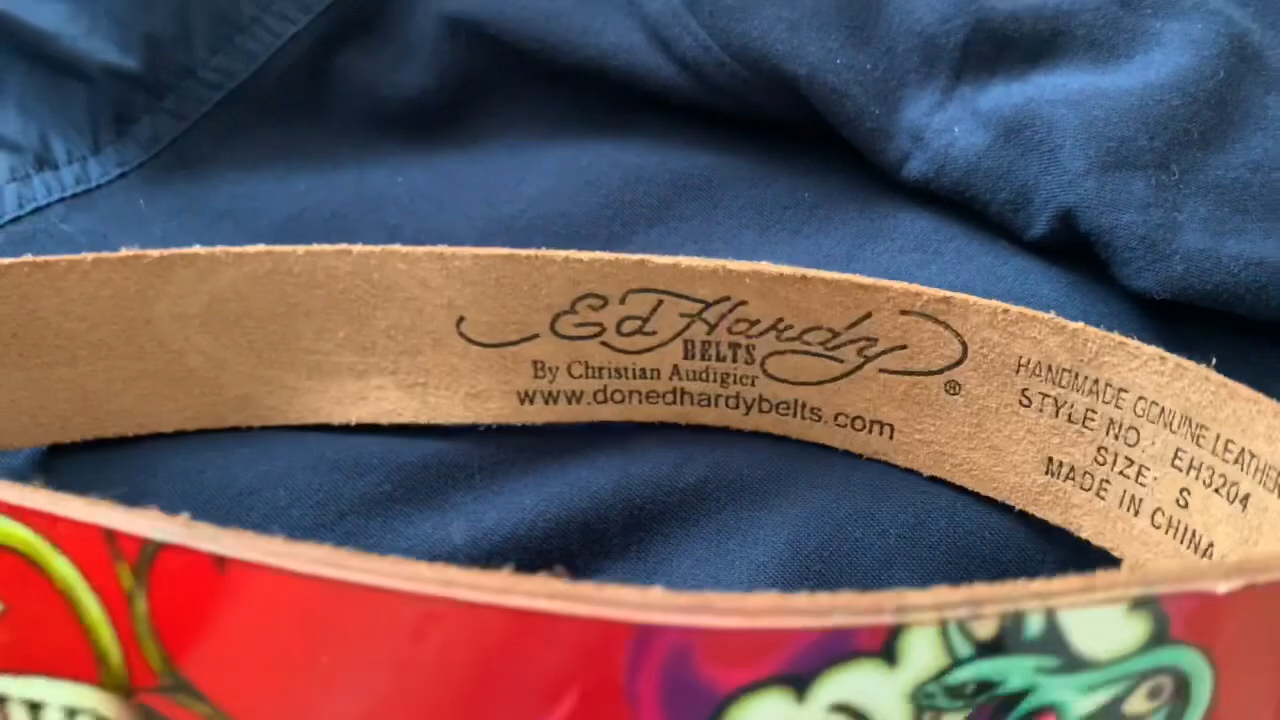 Ed Hardy
BELTS
By Christian Audigier
www.donedhardybelts.com
®
HANDMADE GENUINE LEATHER
STYLE NO : EH3204
SIZE: S
MADE IN CHINA